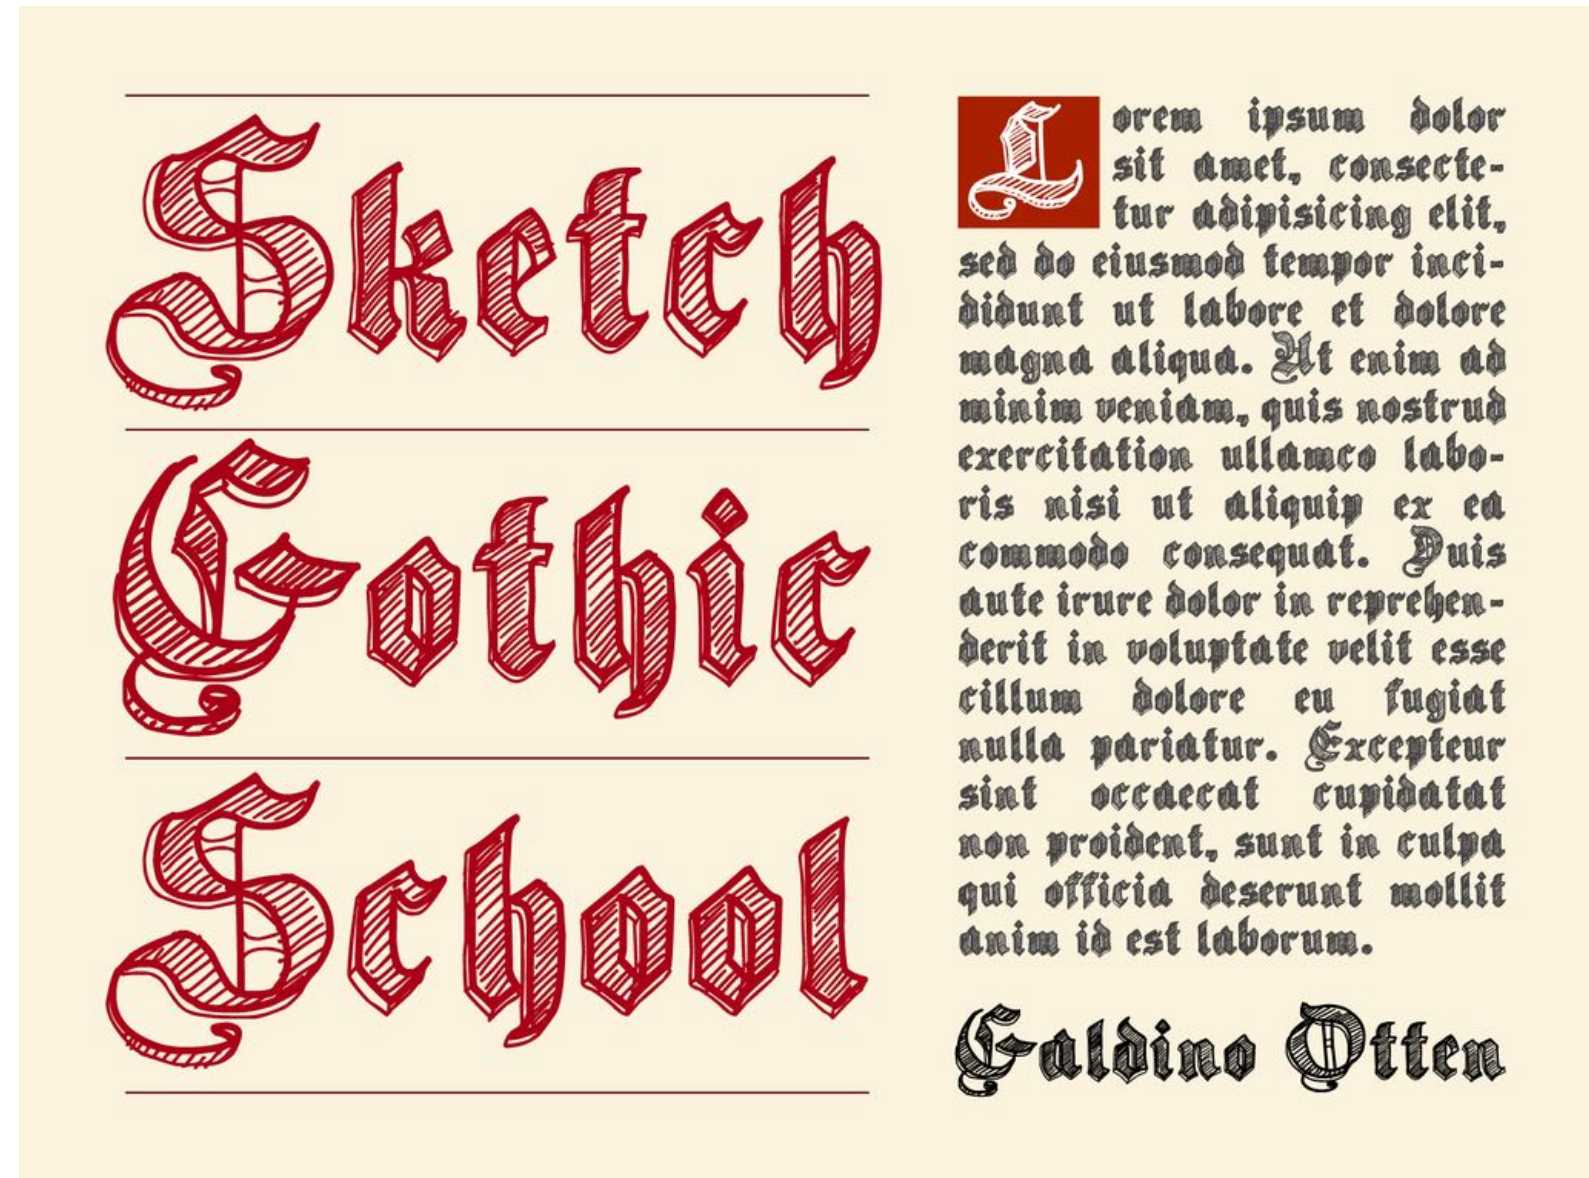 Sketch
Gothic
School
Lorem ipsum dolor
sit amet, consecte-
tur adipisicing elit,
sed do eiusmod tempor inci-
didunt ut labore et dolore
magna aliqua. Ut enim ad
minim veniam, quis nostrud
exercitation ullamco labo-
ris nisi ut aliquip ex ea
commodo consequat. Duis
aute irure dolor in reprehen-
derit in voluptate velit esse
cillum dolore eu fugiat
nulla pariatur. Excepteur
sint occaecat cupidatat
non proident, sunt in culpa
qui officia deserunt mollit
anim id est laborum.
Galdino Otten